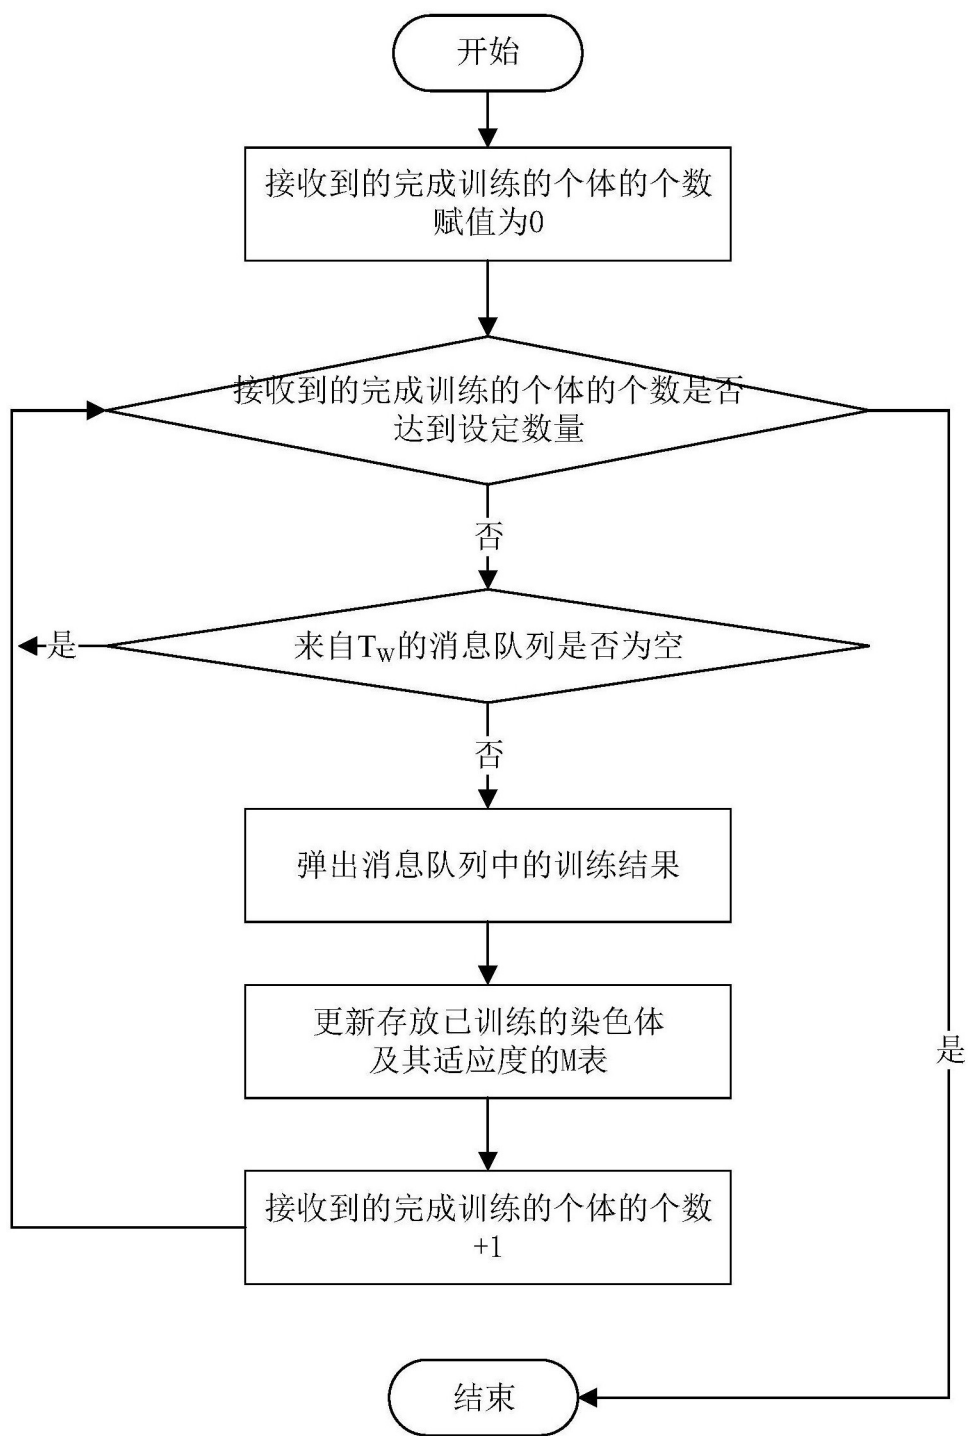 开始
接收到的完成训练的个体的个数
赋值为0
接收到的完成训练的个体的个数是否
达到设定数量
否
是
来自T_W的消息队列是否为空
否
弹出消息队列中的训练结果
更新存放已训练的染色体
及其适应度的M表
是
接收到的完成训练的个体的个数
+1
结束